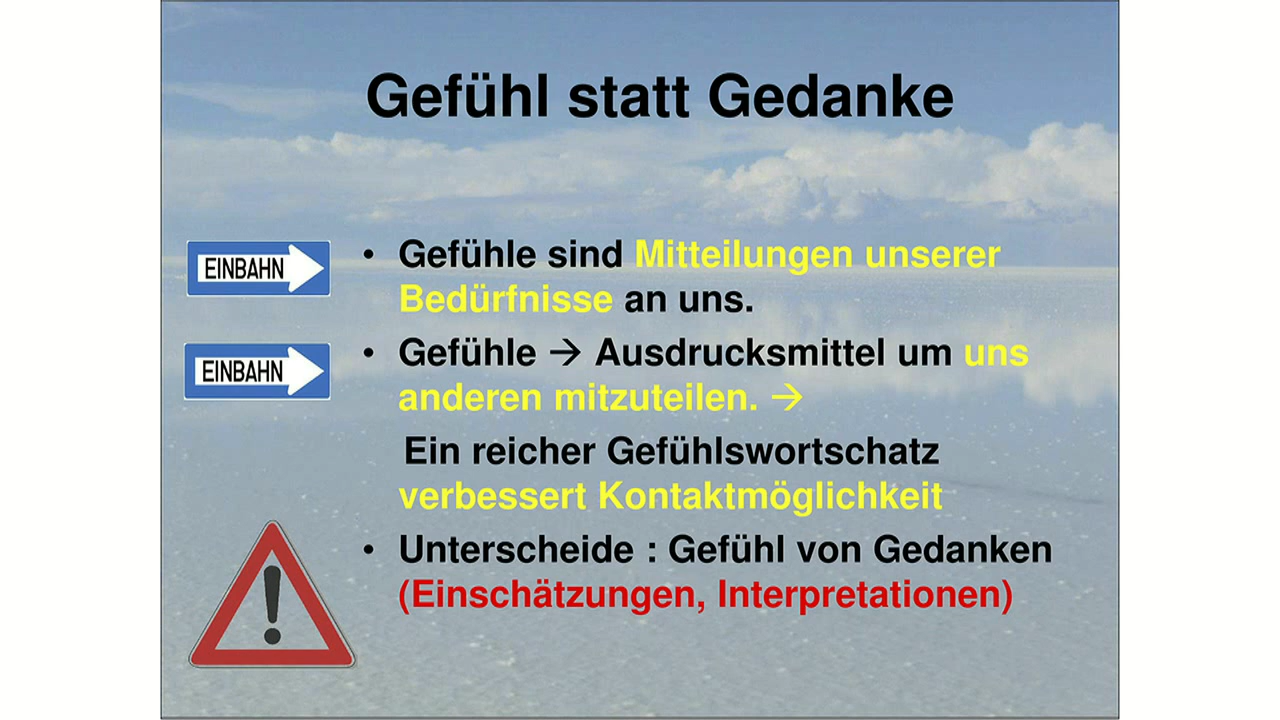 Gefühl statt Gedanke
EINBAHN
• Gefühle sind Mitteilungen unserer
Bedürfnisse an uns.
EINBAHN
• Gefühle → Ausdrucksmittel um uns
anderen mitzuteilen. →
Ein reicher Gefühlswortschatz
verbessert Kontaktmöglichkeit
• Unterscheide : Gefühl von Gedanken
(Einschätzungen, Interpretationen)
!